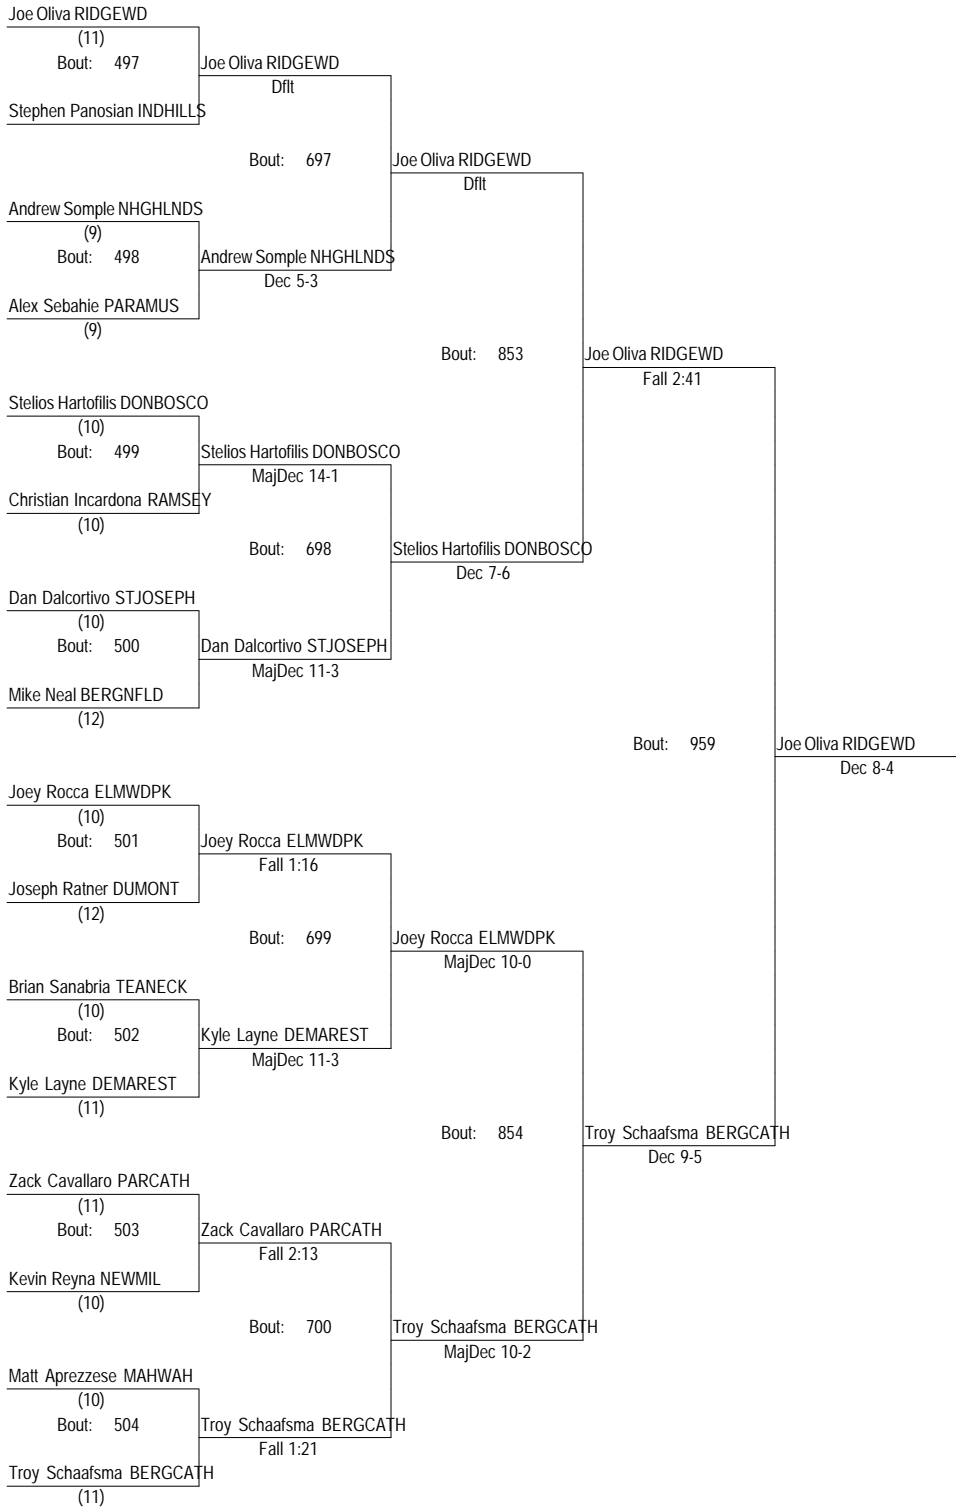 Joe Oliva RIDGEWD
(11)
Bout: 497
Joe Oliva RIDGEWD
Dflt
Stephen Panosian INDHILLS
Bout: 697
Joe Oliva RIDGEWD
Dflt
Andrew Somple NHGHLNDS
(9)
Bout: 498
Andrew Somple NHGHLNDS
Dec 5-3
Alex Sebahie PARAMUS
(9)
Bout: 853
Joe Oliva RIDGEWD
Fall 2:41
Stelios Hartofilis DONBOSCO
(10)
Bout: 499
Stelios Hartofilis DONBOSCO
MajDec 14-1
Christian Incardona RAMSEY
(10)
Bout: 698
Stelios Hartofilis DONBOSCO
Dec 7-6
Dan Dalcortivo STJOSEPH
(10)
Bout: 500
Dan Dalcortivo STJOSEPH
MajDec 11-3
Mike Neal BERGNFLD
(12)
Bout: 959
Joe Oliva RIDGEWD
Dec 8-4
Joey Rocca ELMWDPK
(10)
Bout: 501
Joey Rocca ELMWDPK
Fall 1:16
Joseph Ratner DUMONT
(12)
Bout: 699
Joey Rocca ELMWDPK
MajDec 10-0
Brian Sanabria TEANECK
(10)
Bout: 502
Kyle Layne DEMAREST
MajDec 11-3
Kyle Layne DEMAREST
(11)
Bout: 854
Troy Schaafsma BERGCATH
Dec 9-5
Zack Cavallaro PARCATH
(11)
Bout: 503
Zack Cavallaro PARCATH
Fall 2:13
Kevin Reyna NEWMIL
(10)
Bout: 700
Troy Schaafsma BERGCATH
MajDec 10-2
Matt Aprezzese MAHWAH
(10)
Bout: 504
Troy Schaafsma BERGCATH
Fall 1:21
Troy Schaafsma BERGCATH
(11)